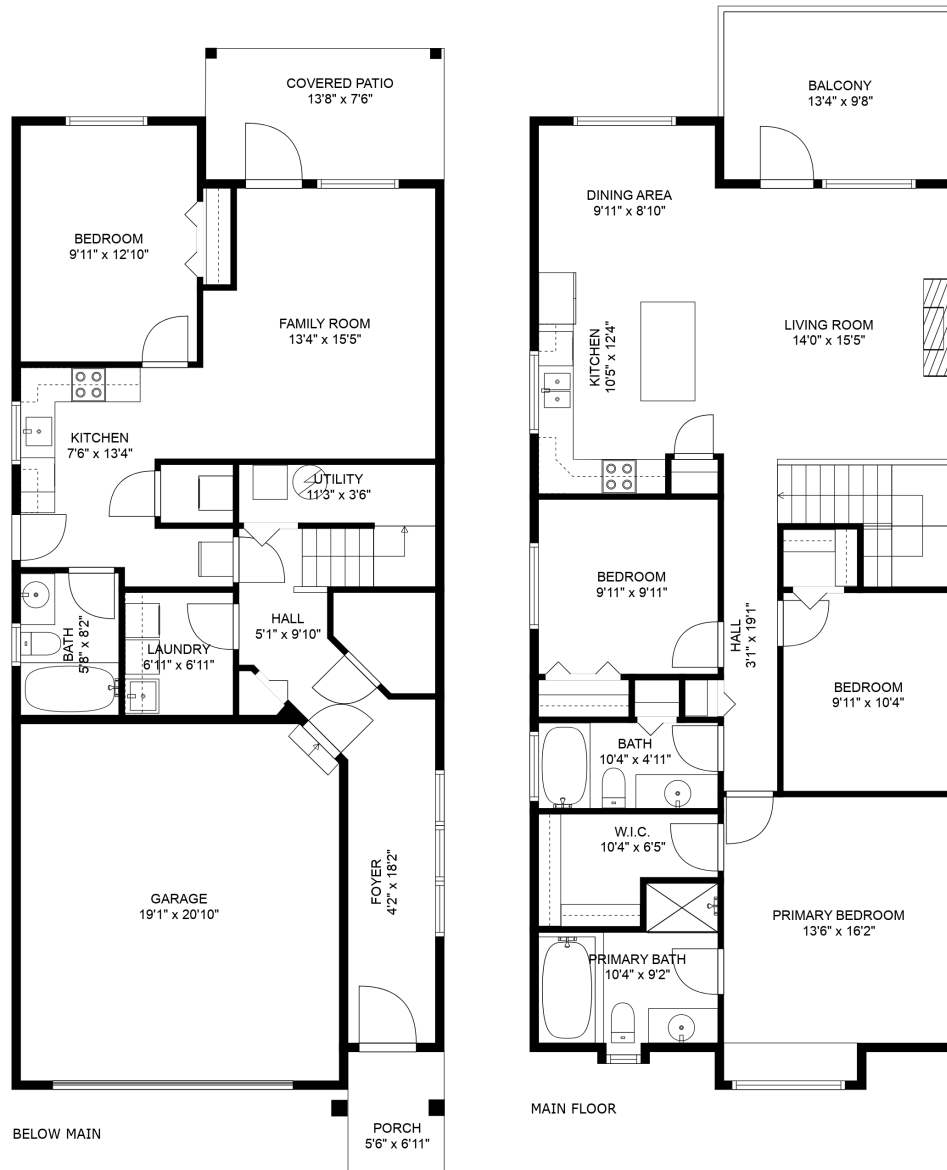 COVERED PATIO
13'8" x 7'6"
BEDROOM
9'11" x 12'10"
FAMILY ROOM
13'4" x 15'5"
KITCHEN
7'6" x 13'4"
UTILITY
11'3" x 3'6"
HALL
5'1" x 9'10"
BATH
5'8" x 8'2"
LAUNDRY
6'11" x 6'11"
GARAGE
19'1" x 20'10"
FOYER
4'2" x 18'2"
PORCH
5'6" x 6'11"
BELOW MAIN
BALCONY
13'4" x 9'8"
DINING AREA
9'11" x 8'10"
KITCHEN
10'5" x 12'4"
LIVING ROOM
14'0" x 15'5"
BEDROOM
9'11" x 9'11"
HALL
3'1" x 19'1"
BEDROOM
9'11" x 10'4"
BATH
10'4" x 4'11"
W.I.C.
10'4" x 6'5"
PRIMARY BEDROOM
13'6" x 16'2"
PRIMARY BATH
10'4" x 9'2"
MAIN FLOOR